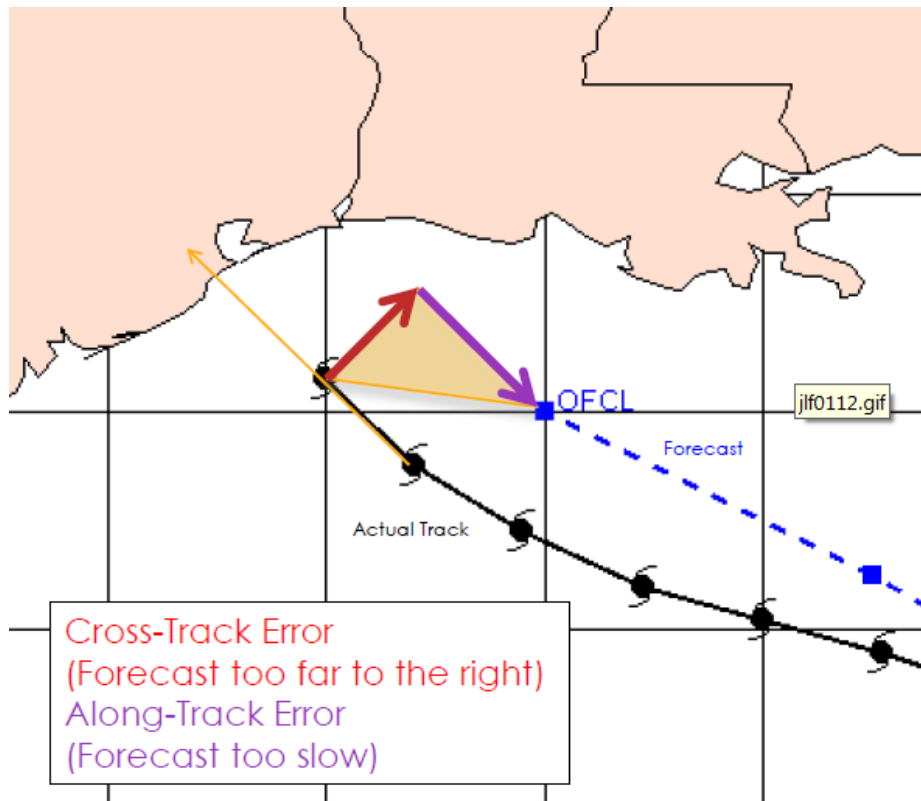 OFCL
jlf0112.gif
Forecast
Actual Track
Cross-Track Error
(Forecast too far to the right)
Along-Track Error
(Forecast too slow)